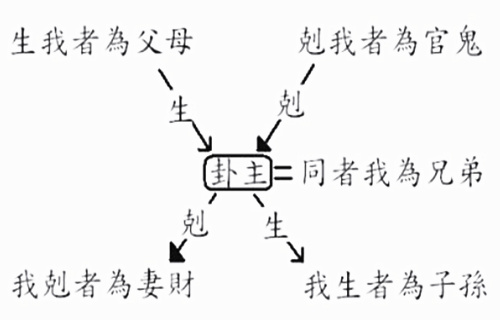 生我者為父母
剋我者為官鬼
生
剋
卦主
同者我為兄弟
剋
生
我剋者為妻財
我生者為子孫